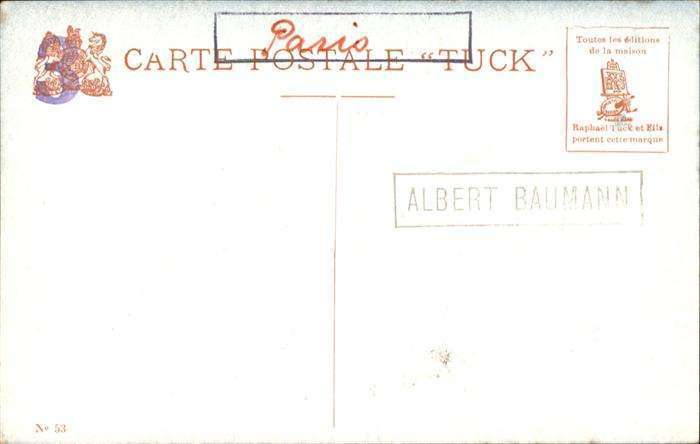 Paris
3
CARTE POSTALE “TUCK”
Toutes les éditions
de la maison
Raphael Tuck et Fils
portent cette marque
ALBERT BAUMANN
Nº 53